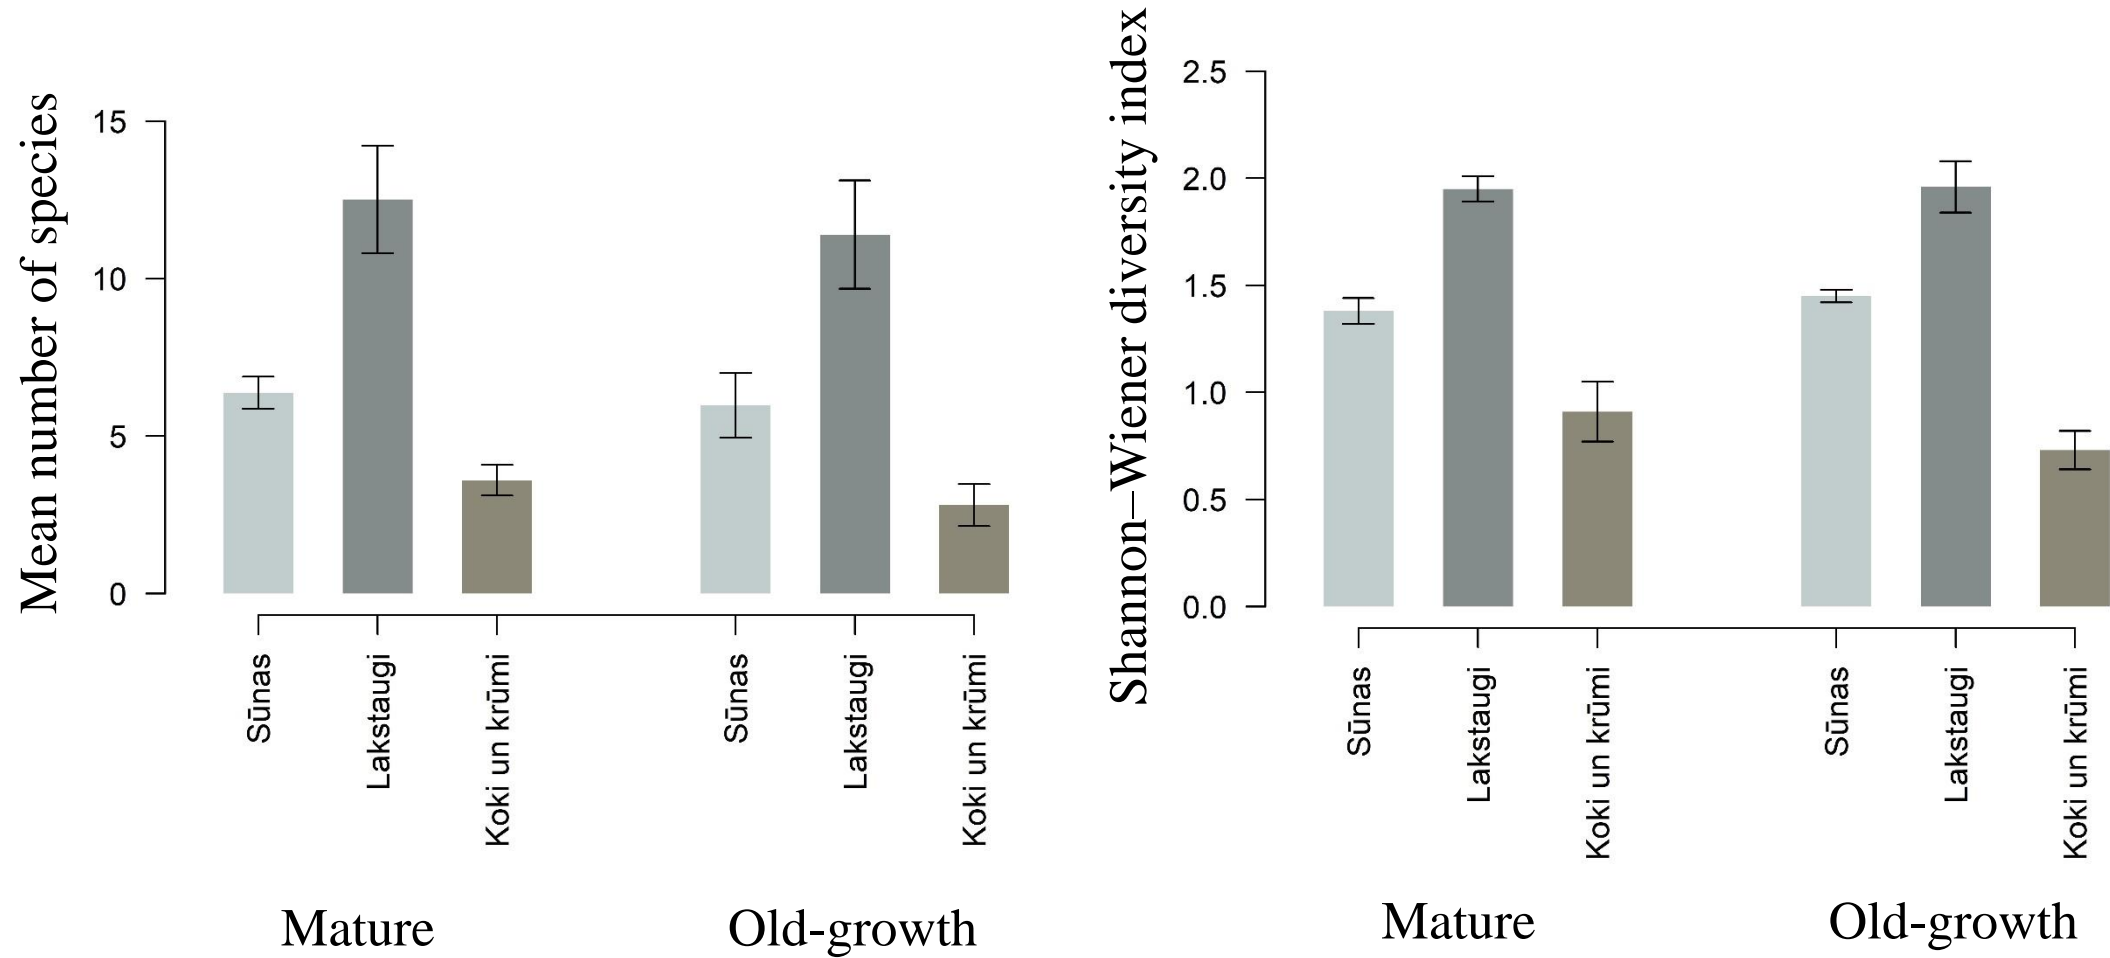 Mean number of species
15
10
5
0
Sūnas
Lakstaugi
Koki un krūmi
Sūnas
Lakstaugi
Koki un krūmi
Mature
Old-growth
Shannon–Wiener diversity index
2.5
2.0
1.5
1.0
0.5
0.0
Sūnas
Lakstaugi
Koki un krūmi
Sūnas
Lakstaugi
Koki un krūmi
Mature
Old-growth